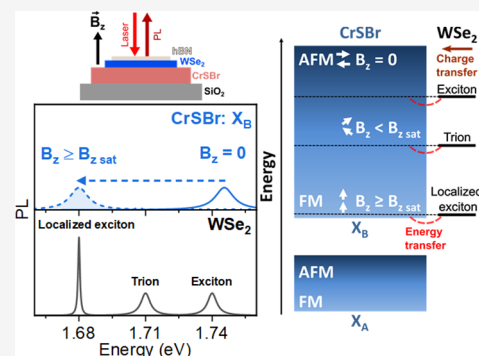 B⃗z
Laser
PL
hBN
WSe₂
CrSBr
SiO₂
CrSBr: X_B
B_z ≥ B_z sat
B_z = 0
Localized exciton
WSe₂
Trion
Exciton
PL
1.68
1.71
1.74
Energy (eV)
CrSBr
WSe₂
AFM
B_z = 0
Charge
transfer
Exciton
B_z < B_z sat
Trion
FM
B_z ≥ B_z sat
Localized
exciton
X_B
Energy
transfer
AFM
FM
X_A
Energy